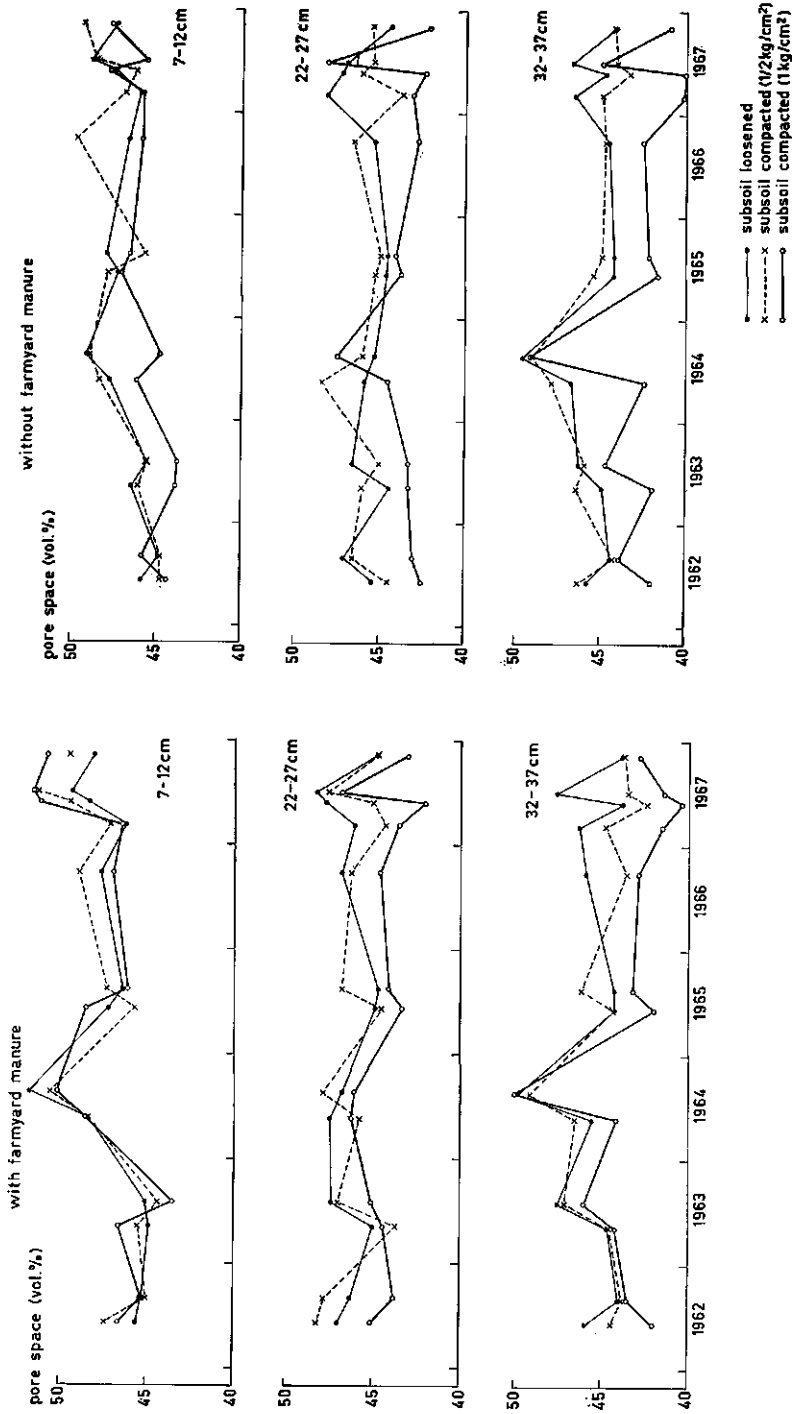 with farmyard manure
pore space (vol.%)
50
45
40
7-12cm
50
45
40
22-27cm
50
45
40
32-37cm
1962
1963
1964
1965
1966
1967
without farmyard manure
pore space (vol.%)
50
45
40
7-12cm
50
45
40
22-27cm
50
45
40
32-37cm
1962
1963
1964
1965
1966
1967
subsoil loosened
subsoil compacted (1/2kg/cm²)
subsoil compacted (1kg/cm²)